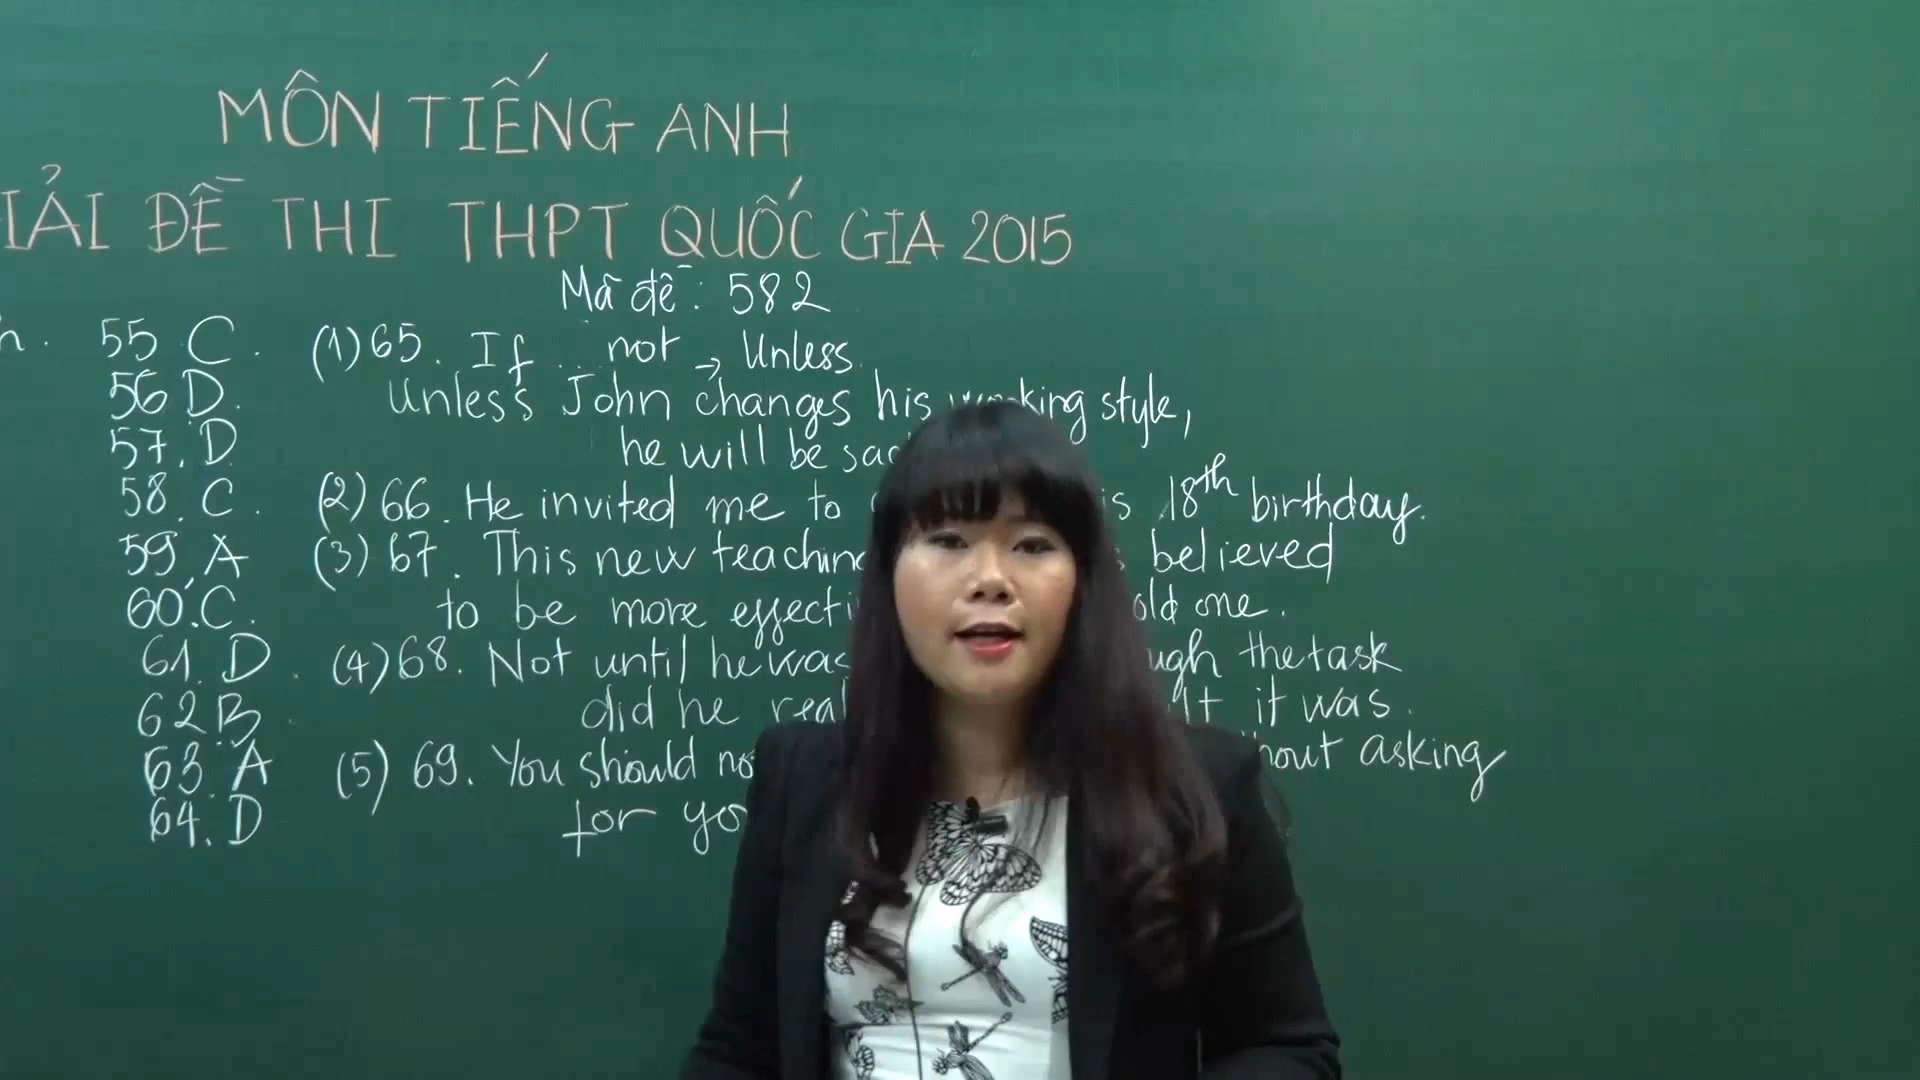 MÔN TIẾNG ANH
IẢI ĐỀ THI THPT QUỐC GIA 2015
Mã đề: 582
55 C. (1) 65. If ... not → Unless
56 D. Unless John changes his working style,
57. D he will be
58. C. (2) 66. He invited me to 18th birthday.
59. A (3) 67. This new believed
60. C. to be more old one.
61. D. (4) 68. Not until he was the task
62 B. did he it was.
63. A (5) 69. You should asking
64. D for